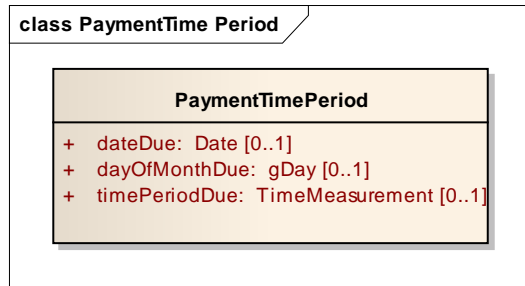 class PaymentTime Period
PaymentTimePeriod
+ dateDue: Date [0..1]
+ dayOfMonthDue: gDay [0..1]
+ timePeriodDue: TimeMeasurement [0..1]